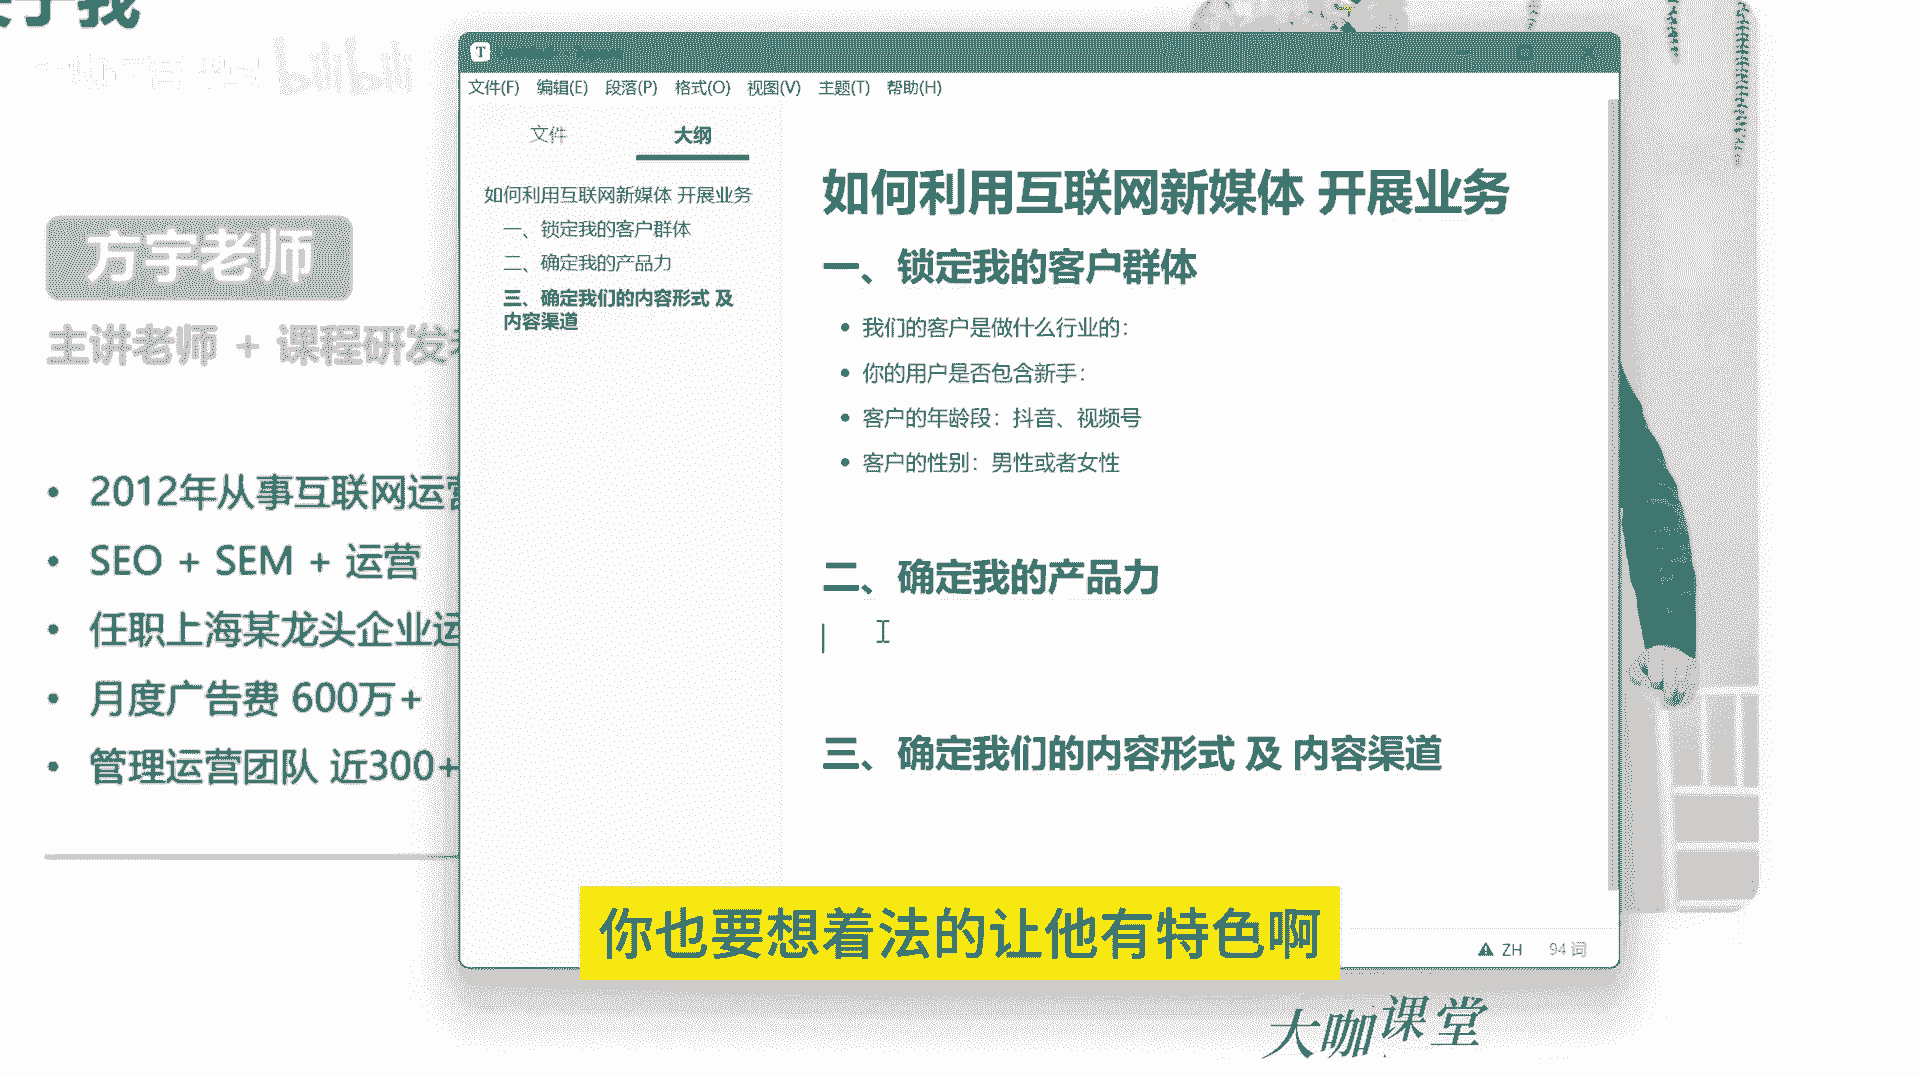 bilibili
方宇老师
主讲老师 + 课程研发
2012年从事互联网运营
SEO + SEM + 运营
任职上海某龙头企业运
月度广告费 600万+
管理运营团队 近300+
T
文件(F) 编辑(E) 段落(P) 格式(O) 视图(V) 主题(T) 帮助(H)
文件 大纲
如何利用互联网新媒体 开展业务
一、锁定我的客户群体
二、确定我的产品力
三、确定我们的内容形式 及
内容渠道
如何利用互联网新媒体 开展业务
一、锁定我的客户群体
我们的客户是做什么行业的：
你的用户是否包含新手：
客户的年龄段：抖音、视频号
客户的性别：男性或者女性
二、确定我的产品力
三、确定我们的内容形式 及 内容渠道
ZH 94 词
你也要想着法的让他有特色啊
大咖课堂